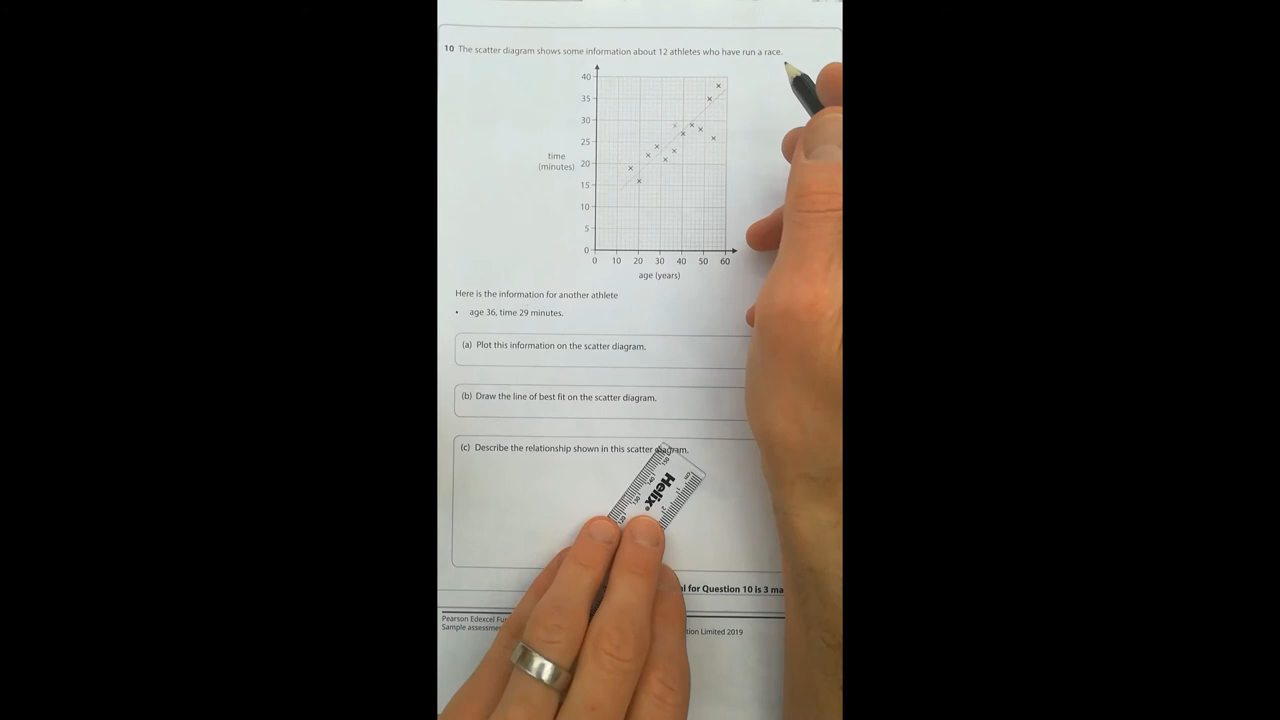 10 The scatter diagram shows some information about 12 athletes who have run a race.
40
35
30
25
time
(minutes)
20
15
10
5
0
0 10 20 30 40 50 60
age (years)
Here is the information for another athlete
• age 36, time 29 minutes.
(a) Plot this information on the scatter diagram.
(b) Draw the line of best fit on the scatter diagram.
(c) Describe the relationship shown in this scatter diagram.
Helix
cm 1 2
for Question 10 is 3
Pearson Edexcel
Sample
Limited 2019